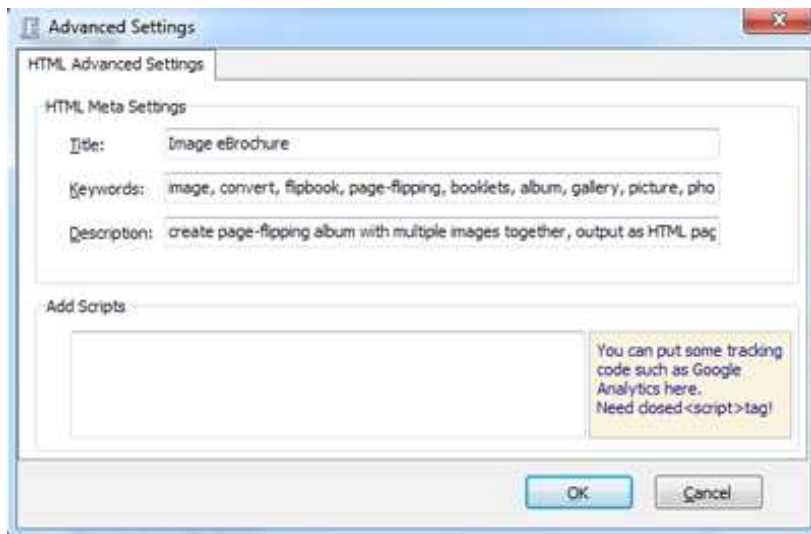 Advanced Settings
HTML Advanced Settings
HTML Meta Settings
Title: Image eBrochure
Keywords: image, convert, flipbook, page-flipping, booklets, album, gallery, picture, pho
Description: create page-flipping album with multiple images together, output as HTML pag
Add Scripts
You can put some tracking
code such as Google
Analytics here.
Need closed<script>tag!
OK Cancel